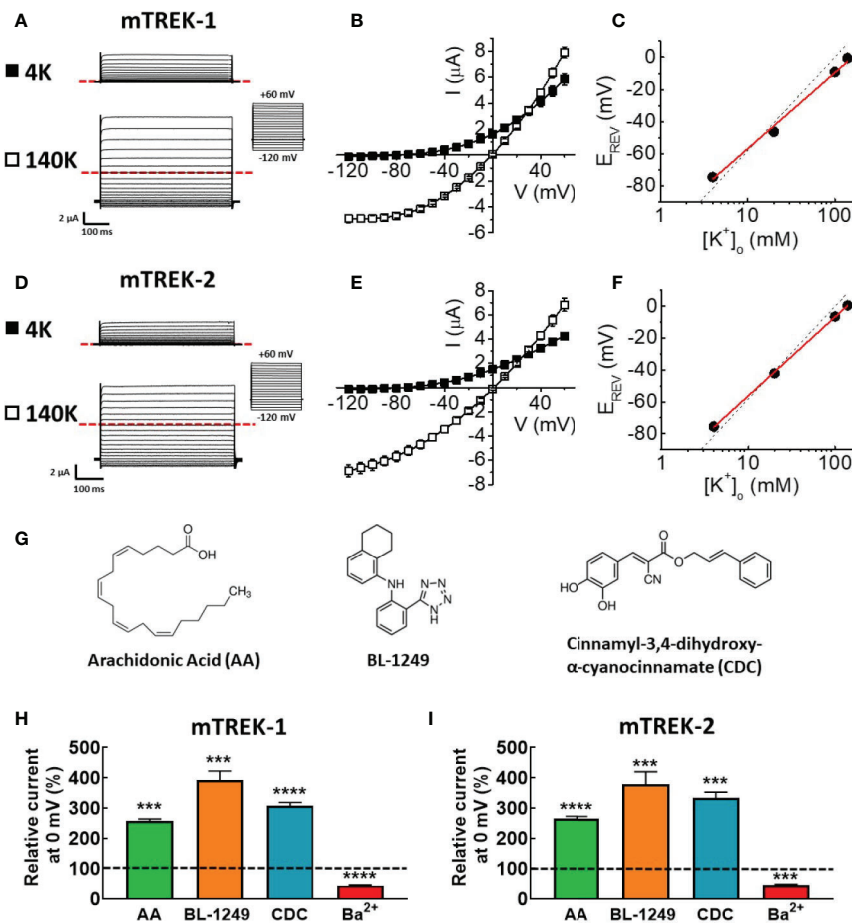 A
mTREK-1
■ 4K
□ 140K
+60 mV
-120 mV
2 µA
100 ms
B
I (µA)
8
6
4
2
-2
-4
-6
-120 -80 -40 40
V (mV)
C
E_REV (mV)
0
-20
-40
-60
-80
1 10 100
[K⁺]ₒ (mM)
D
mTREK-2
■ 4K
□ 140K
+60 mV
-120 mV
2 µA
100 ms
E
I (µA)
8
6
4
2
-2
-4
-6
-8
-120 -80 -40 40
V (mV)
F
E_REV (mV)
0
-20
-40
-60
-80
1 10 100
[K⁺]ₒ (mM)
G
O
OH
CH₃
Arachidonic Acid (AA)
NH
N
N
N
N
H
BL-1249
O
O
CN
HO
OH
Cinnamyl-3,4-dihydroxy-
α-cyanocinnamate (CDC)
H
mTREK-1
Relative current
at 0 mV (%)
500
400
300
200
100
0
*** *** **** ****
AA BL-1249 CDC Ba²⁺
I
mTREK-2
Relative current
at 0 mV (%)
500
400
300
200
100
0
**** *** *** ***
AA BL-1249 CDC Ba²⁺